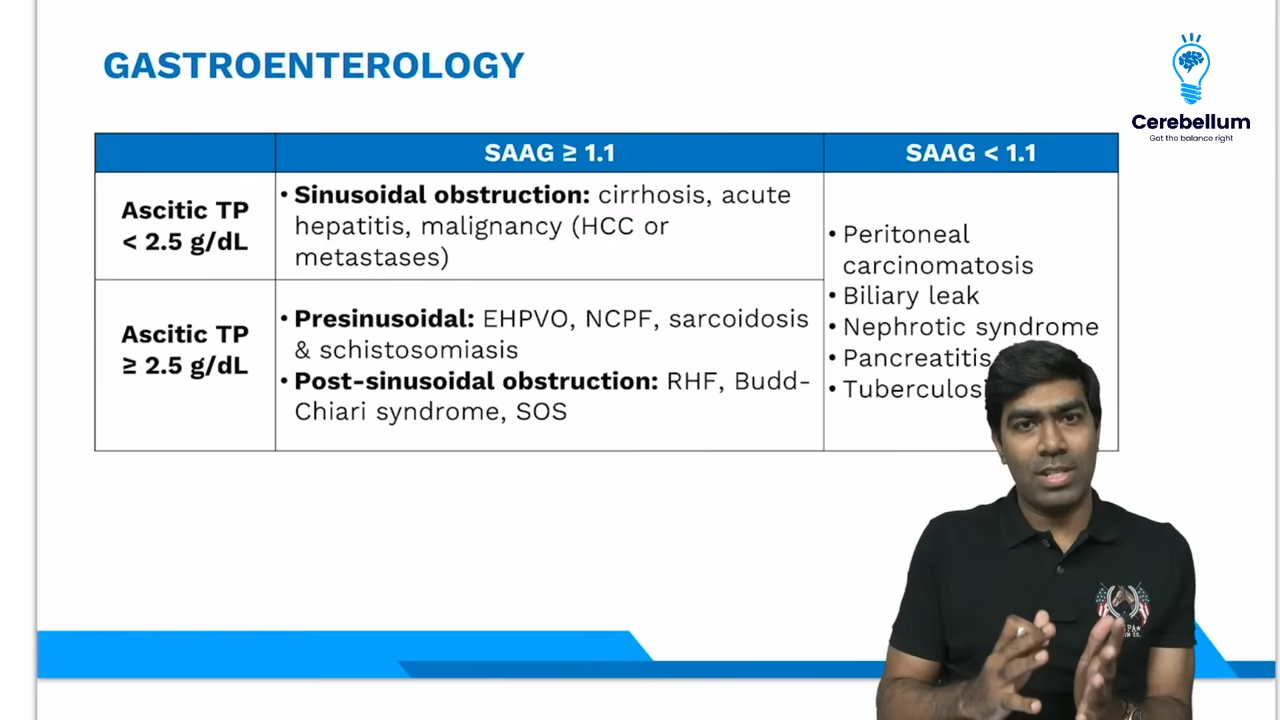 GASTROENTEROLOGY
Cerebellum
Get the balance right
SAAG ≥ 1.1
SAAG < 1.1
Ascitic TP
< 2.5 g/dL
• Sinusoidal obstruction: cirrhosis, acute
hepatitis, malignancy (HCC or
metastases)
Ascitic TP
≥ 2.5 g/dL
• Presinusoidal: EHPVO, NCPF, sarcoidosis
& schistosomiasis
• Post-sinusoidal obstruction: RHF, Budd-
Chiari syndrome, SOS
• Peritoneal
carcinomatosis
• Biliary leak
• Nephrotic syndrome
• Pancreatitis